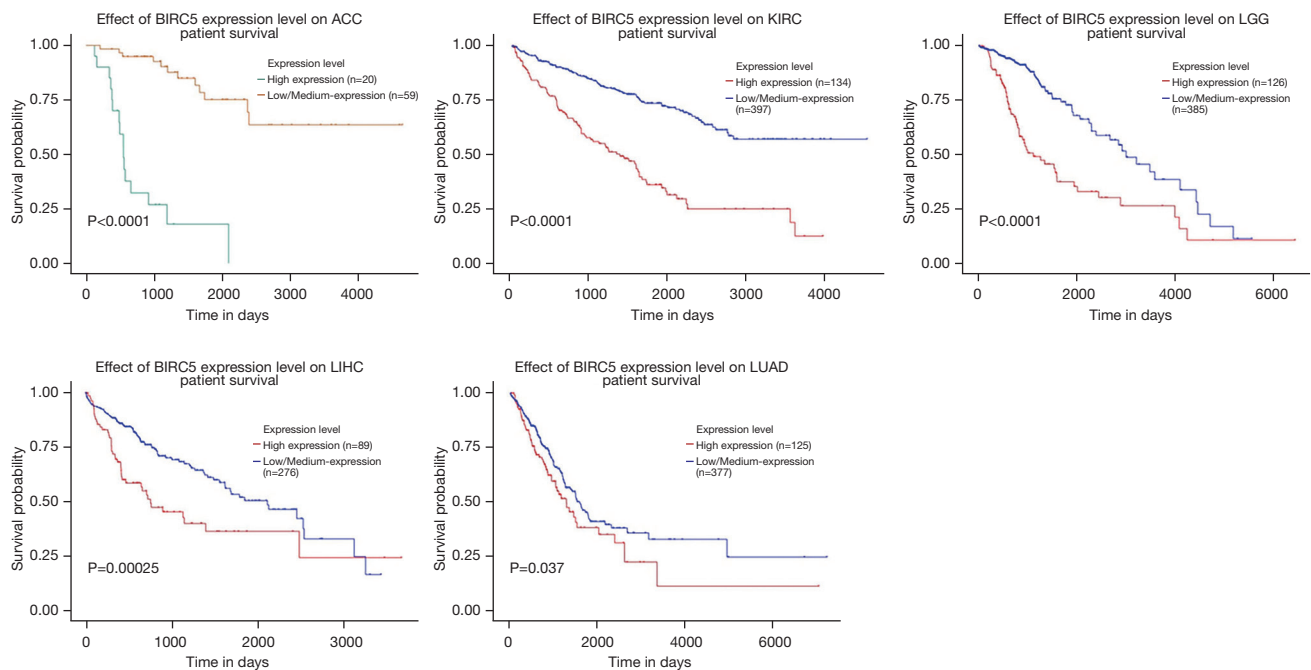 Effect of BIRC5 expression level on ACC
patient survival
1.00
0.75
0.50
0.25
0.00
Survival probability
Expression level
High expression (n=20)
Low/Medium-expression (n=59)
P<0.0001
0 1000 2000 3000 4000
Time in days
Effect of BIRC5 expression level on KIRC
patient survival
1.00
0.75
0.50
0.25
0.00
Survival probability
Expression level
High expression (n=134)
Low/Medium-expression
(n=397)
P<0.0001
0 1000 2000 3000 4000
Time in days
Effect of BIRC5 expression level on LGG
patient survival
1.00
0.75
0.50
0.25
0.00
Survival probability
Expression level
High expression (n=126)
Low/Medium-expression
(n=385)
P<0.0001
0 2000 4000 6000
Time in days
Effect of BIRC5 expression level on LIHC
patient survival
1.00
0.75
0.50
0.25
0.00
Survival probability
Expression level
High expression (n=89)
Low/Medium-expression
(n=276)
P=0.00025
0 1000 2000 3000
Time in days
Effect of BIRC5 expression level on LUAD
patient survival
1.00
0.75
0.50
0.25
0.00
Survival probability
Expression level
High expression (n=125)
Low/Medium-expression
(n=377)
P=0.037
0 2000 4000 6000
Time in days